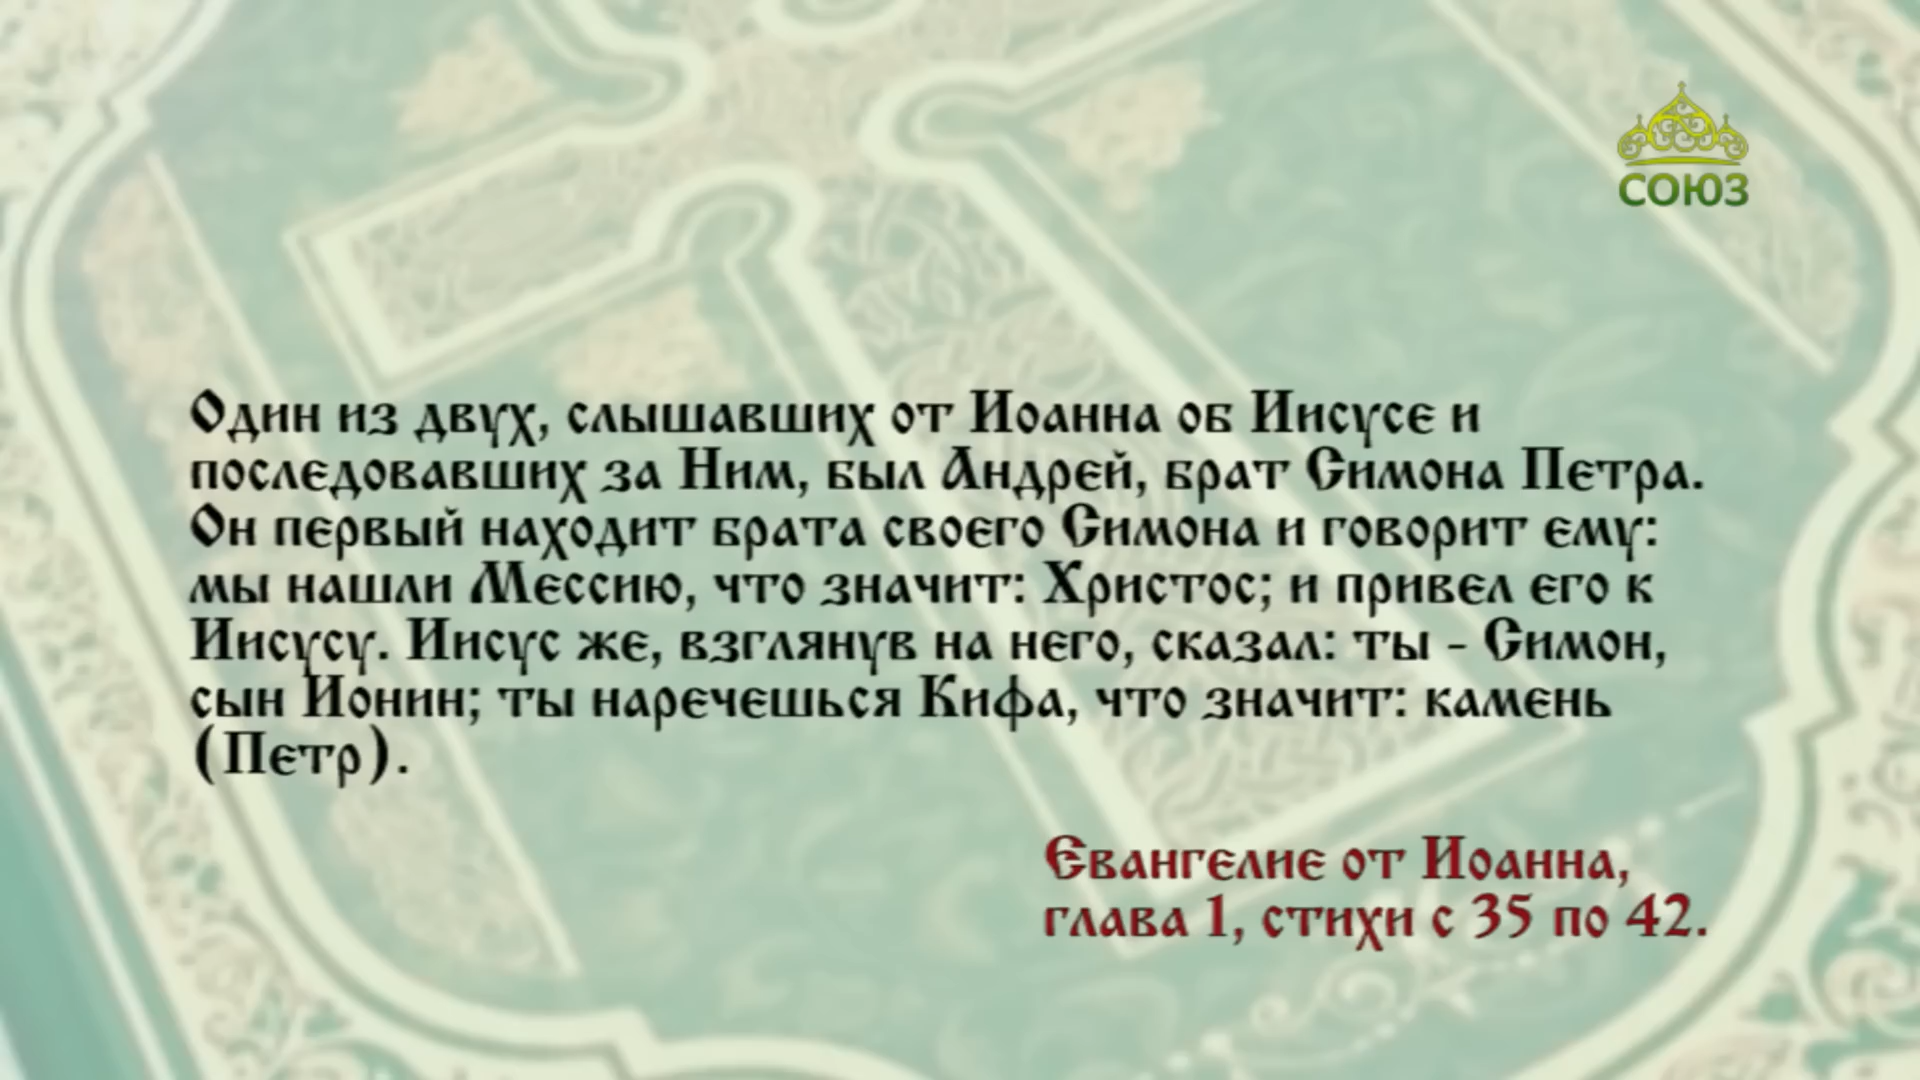 СОЮЗ
Один из двух, слышавших от Иоанна об Иисусе и
последовавших за Ним, был Андрей, брат Симона Петра.
Он первый находит брата своего Симона и говорит ему:
мы нашли Мессию, что значит: Христос; и привел его к
Иисусу. Иисус же, взглянув на него, сказал: ты - Симон,
сын Ионин; ты наречешься Кифа, что значит: камень
(Петр).
Евангелие от Иоанна,
глава 1, стихи с 35 по 42.